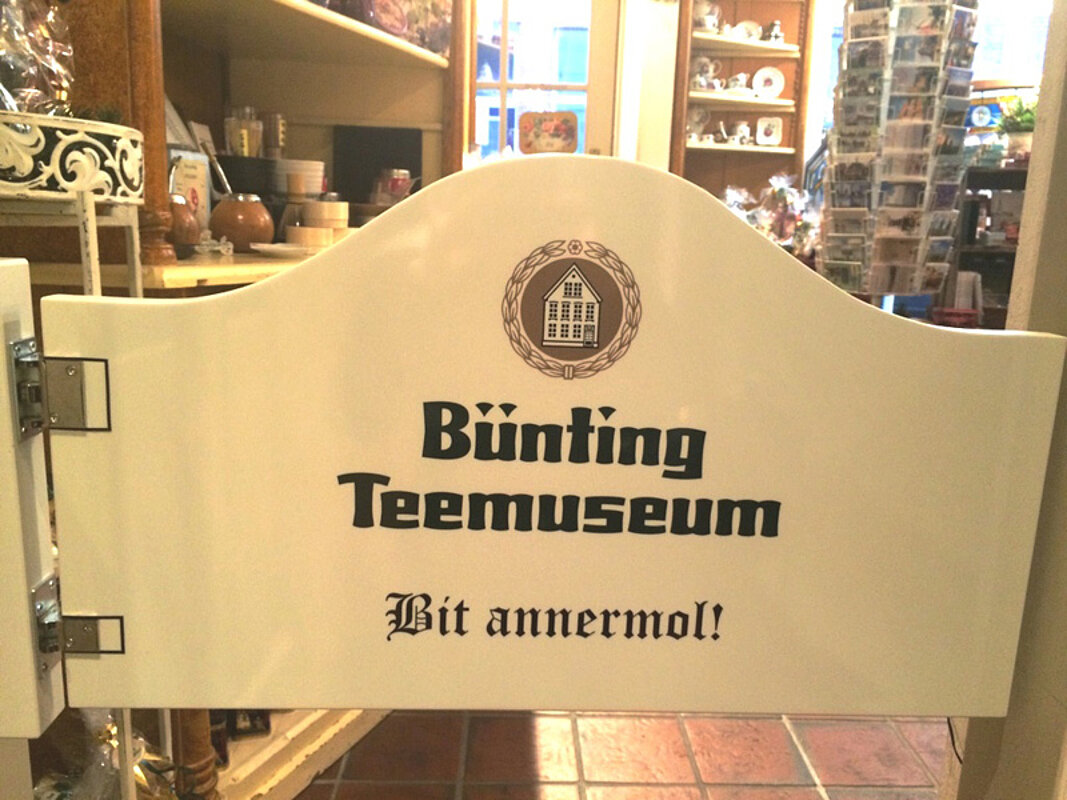 Bünting
Teemuseum
Bit annermol!